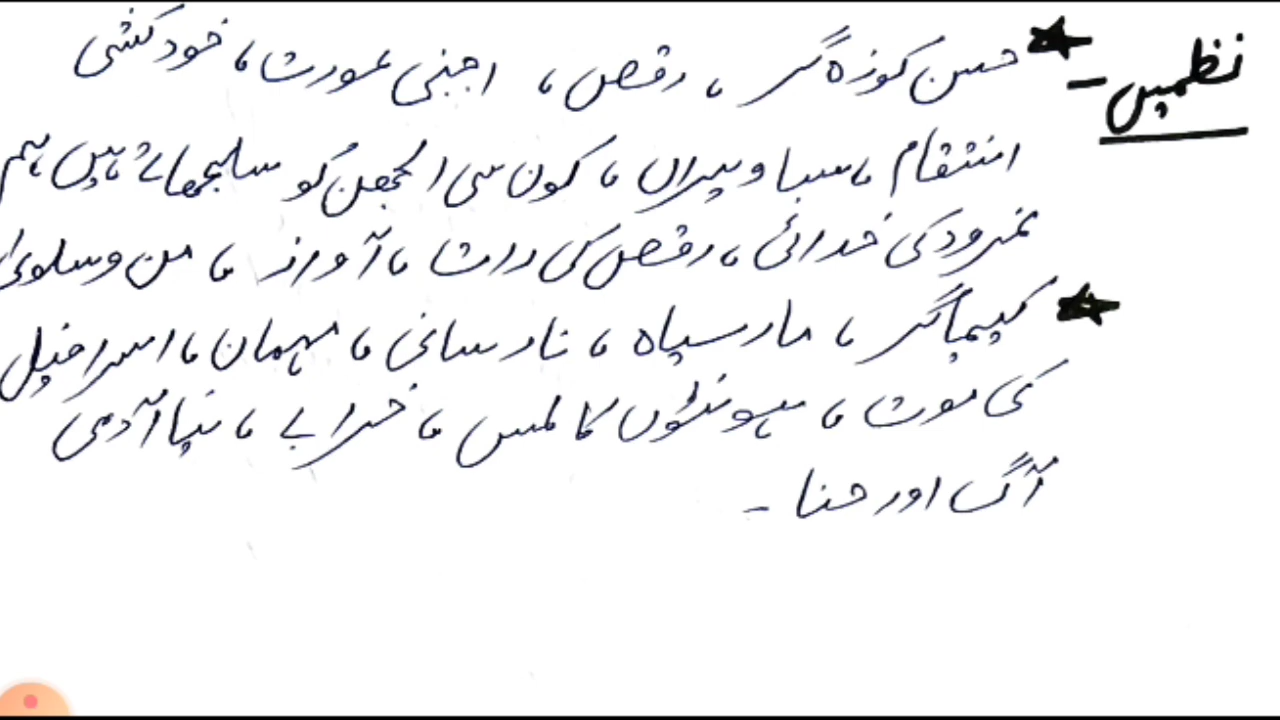 نظمیں - ★ حسن کوزہ گر ، رقص ، اجنبی عورت ، خودکشی
انتقام ، سبا ویراں ، کون سی الجھن کو سلجھاتے ہیں ہم
نمرود کی خدائی ، رقص کی رات ، آواز ، من وسلویٰ
★ کیمیاگر ، مارسیاہ ، نارسائی ، مہمان ، اسرافیل
کی موت ، ہونٹوں کا لمس ، خرابے ، نیا آدمی
آگ اور حنا -